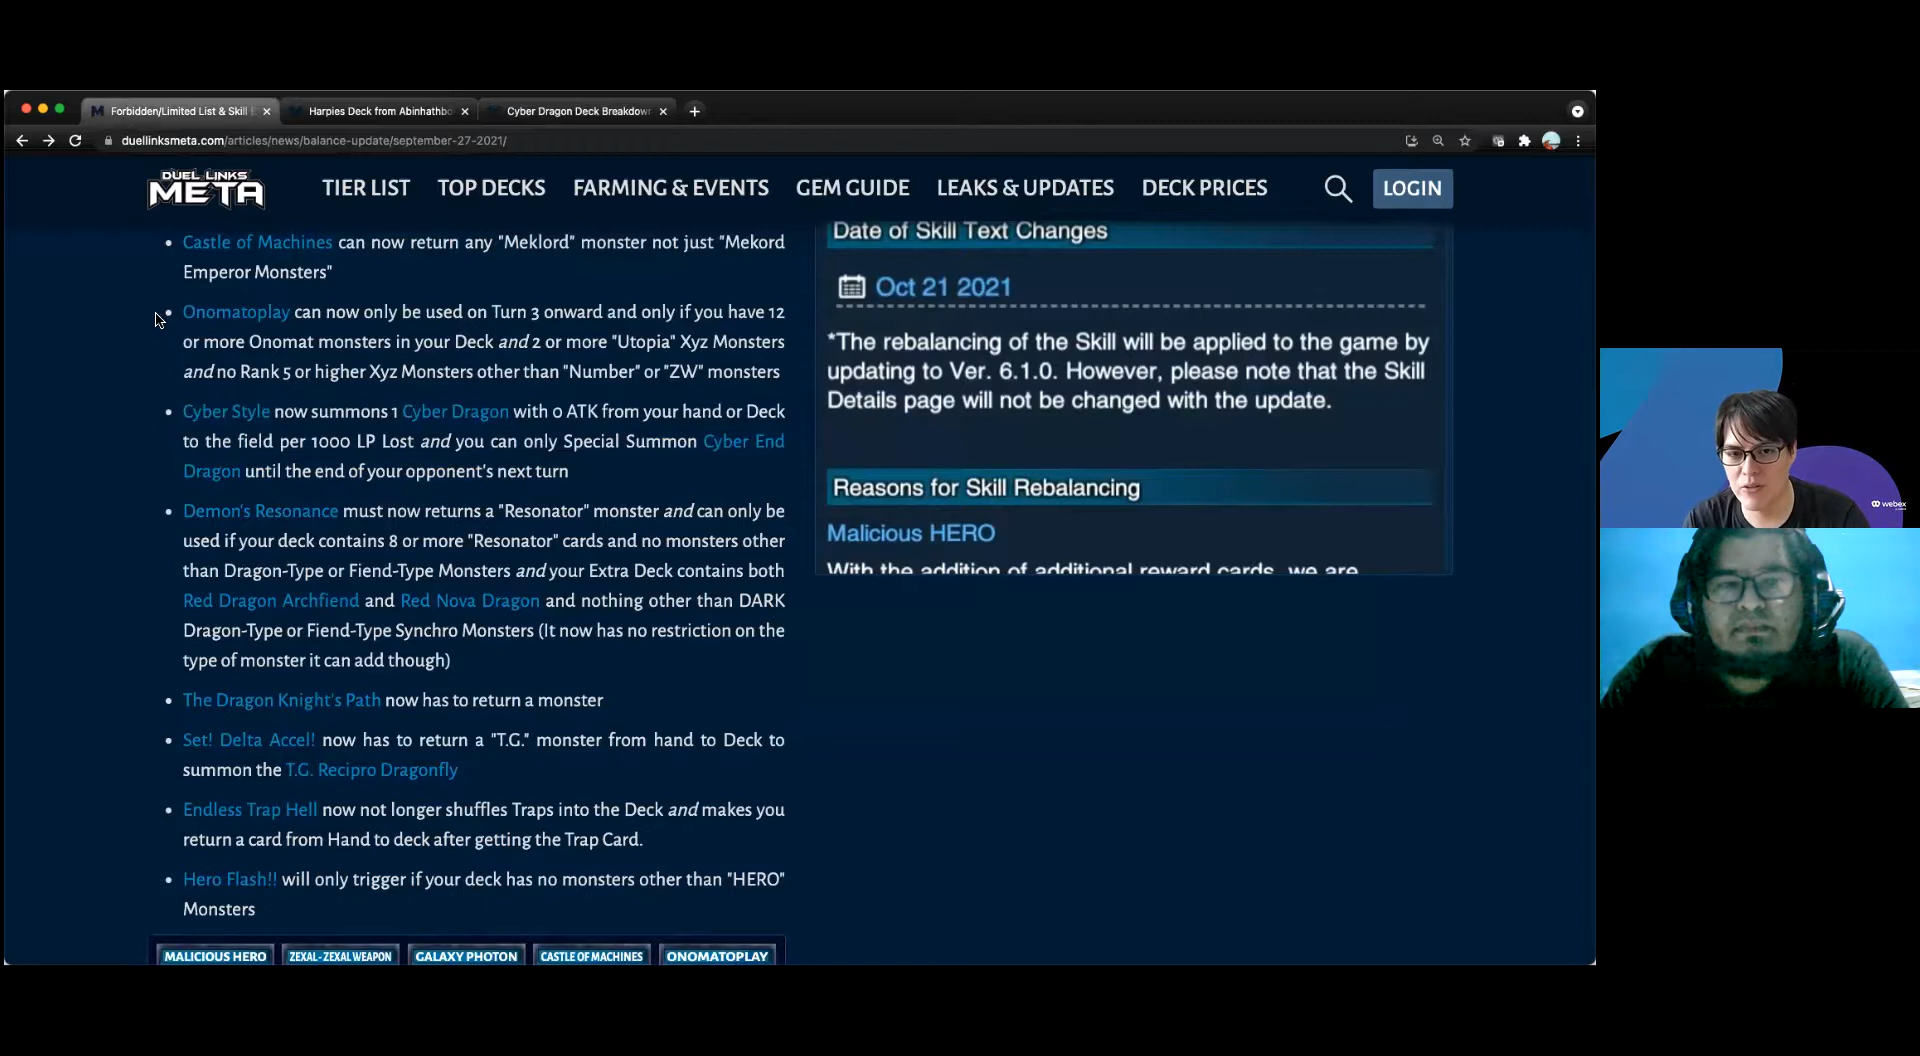 Forbidden/Limited List & Skill
Harpies Deck from Abinhathbo
Cyber Dragon Deck Breakdown
duellinksmeta.com/articles/news/balance-update/september-27-2021/
DUEL LINKS
META
TIER LIST
TOP DECKS
FARMING & EVENTS
GEM GUIDE
LEAKS & UPDATES
DECK PRICES
LOGIN
Castle of Machines can now return any "Meklord" monster not just "Mekord
Emperor Monsters"
Onomatoplay can now only be used on Turn 3 onward and only if you have 12
or more Onomat monsters in your Deck and 2 or more "Utopia" Xyz Monsters
and no Rank 5 or higher Xyz Monsters other than "Number" or "ZW" monsters
Cyber Style now summons 1 Cyber Dragon with 0 ATK from your hand or Deck
to the field per 1000 LP Lost and you can only Special Summon Cyber End
Dragon until the end of your opponent's next turn
Demon's Resonance must now returns a "Resonator" monster and can only be
used if your deck contains 8 or more "Resonator" cards and no monsters other
than Dragon-Type or Fiend-Type Monsters and your Extra Deck contains both
Red Dragon Archfiend and Red Nova Dragon and nothing other than DARK
Dragon-Type or Fiend-Type Synchro Monsters (It now has no restriction on the
type of monster it can add though)
The Dragon Knight's Path now has to return a monster
Set! Delta Accel! now has to return a "T.G." monster from hand to Deck to
summon the T.G. Recipro Dragonfly
Endless Trap Hell now not longer shuffles Traps into the Deck and makes you
return a card from Hand to deck after getting the Trap Card.
Hero Flash!! will only trigger if your deck has no monsters other than "HERO"
Monsters
MALICIOUS HERO
ZEXAL - ZEXAL WEAPON
GALAXY PHOTON
CASTLE OF MACHINES
ONOMATOPLAY
Date of Skill Text Changes
Oct 21 2021
*The rebalancing of the Skill will be applied to the game by
updating to Ver. 6.1.0. However, please note that the Skill
Details page will not be changed with the update.
Reasons for Skill Rebalancing
Malicious HERO
With the addition of additional reward cards, we are
webex